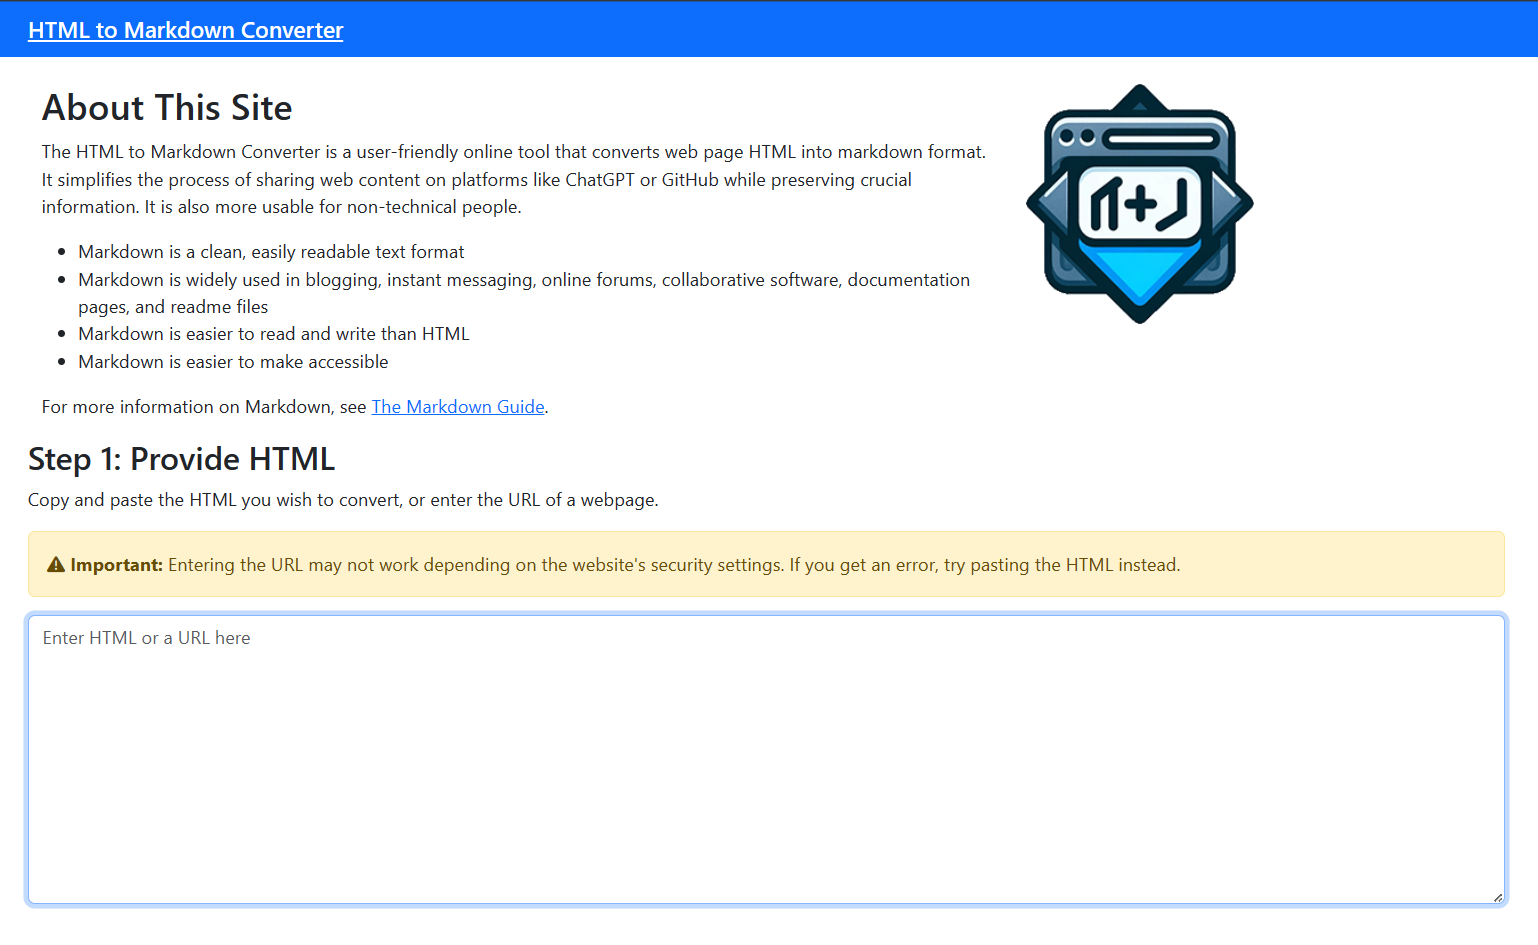 HTML to Markdown Converter
About This Site
The HTML to Markdown Converter is a user-friendly online tool that converts web page HTML into markdown format.
It simplifies the process of sharing web content on platforms like ChatGPT or GitHub while preserving crucial
information. It is also more usable for non-technical people.
Markdown is a clean, easily readable text format
Markdown is widely used in blogging, instant messaging, online forums, collaborative software, documentation
pages, and readme files
Markdown is easier to read and write than HTML
Markdown is easier to make accessible
For more information on Markdown, see The Markdown Guide.
Step 1: Provide HTML
Copy and paste the HTML you wish to convert, or enter the URL of a webpage.
Important: Entering the URL may not work depending on the website's security settings. If you get an error, try pasting the HTML instead.
Enter HTML or a URL here